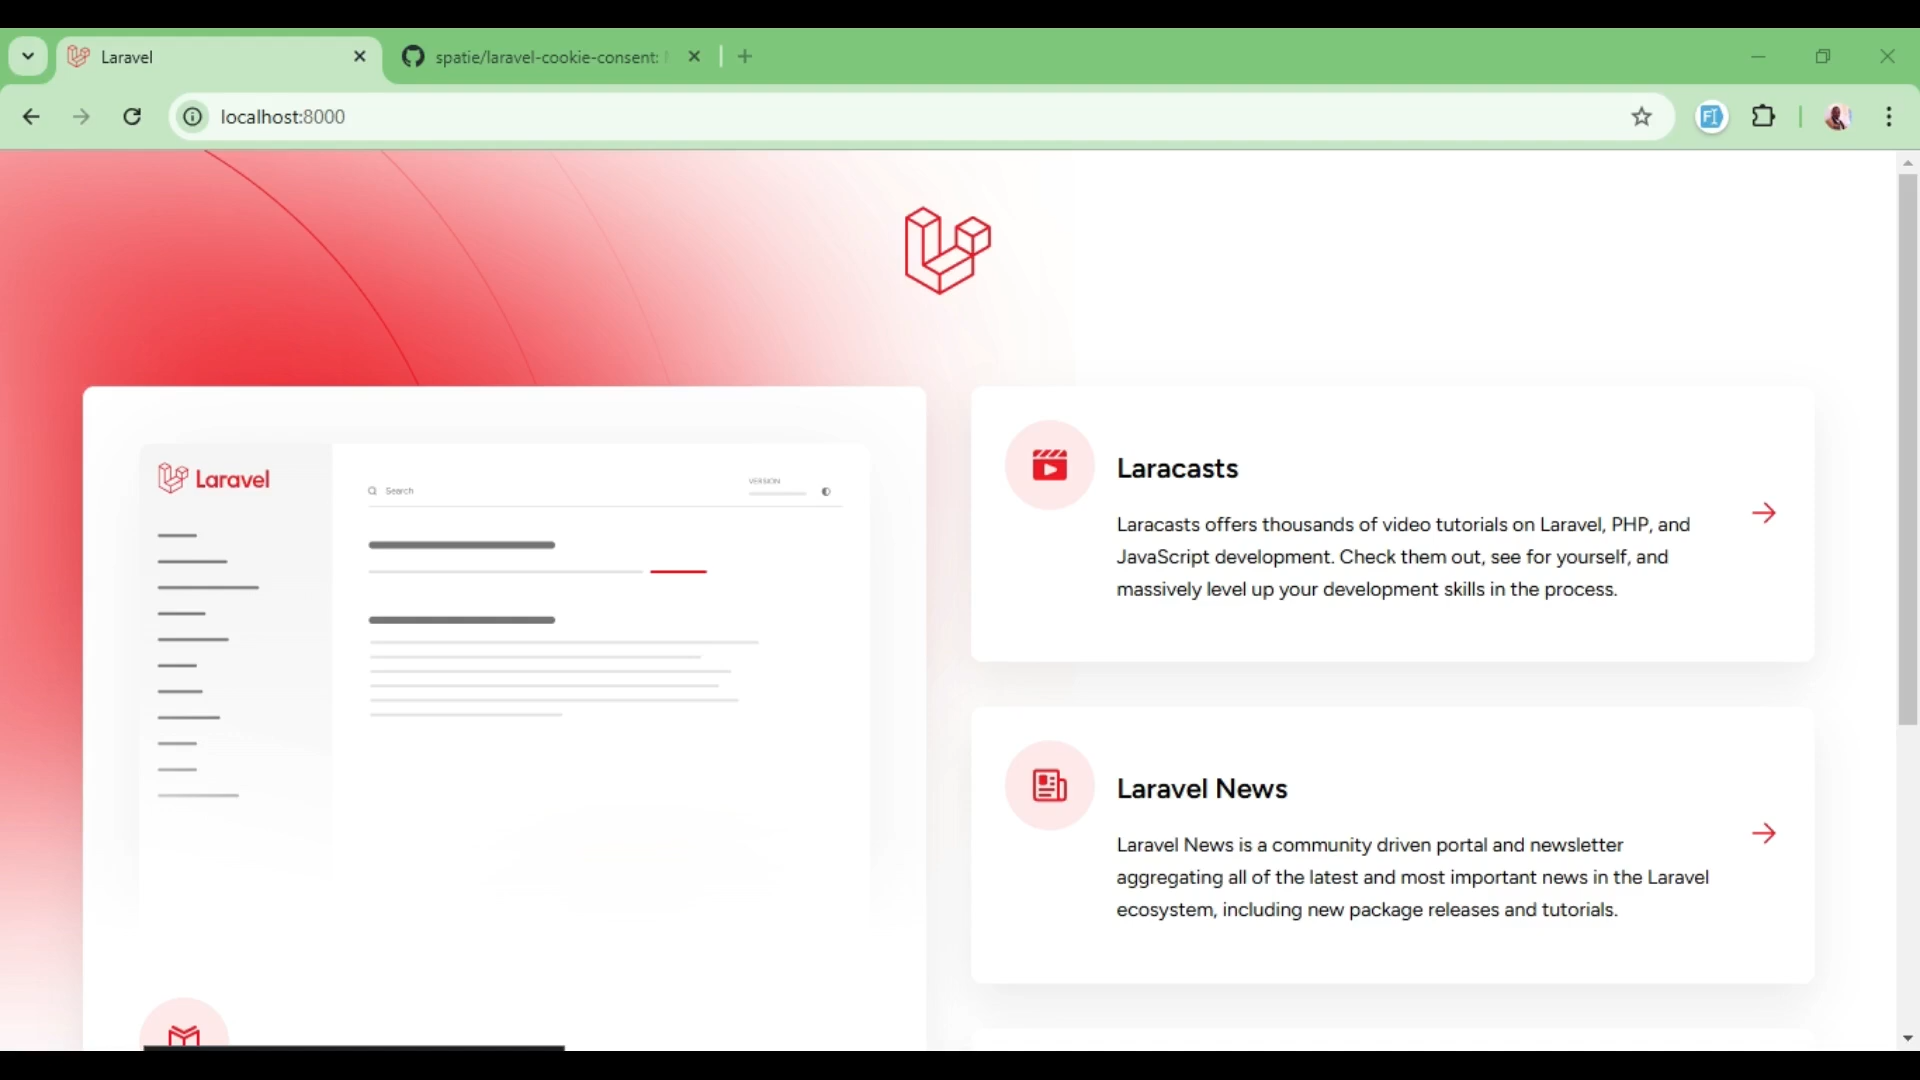 Laravel
spatie/laravel-cookie-consent:
localhost:8000
Laravel
Search
VERSION
Laracasts
Laracasts offers thousands of video tutorials on Laravel, PHP, and
JavaScript development. Check them out, see for yourself, and
massively level up your development skills in the process.
Laravel News
Laravel News is a community driven portal and newsletter
aggregating all of the latest and most important news in the Laravel
ecosystem, including new package releases and tutorials.